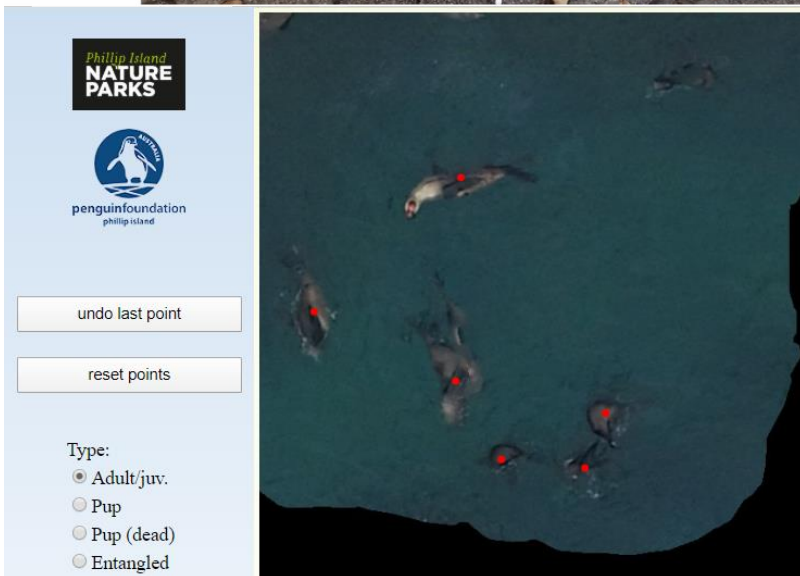 Phillip Island
NATURE
PARKS
AUSTRALIA
penguinfoundation
phillip island
undo last point
reset points
Type:
Adult/juv.
Pup
Pup (dead)
Entangled